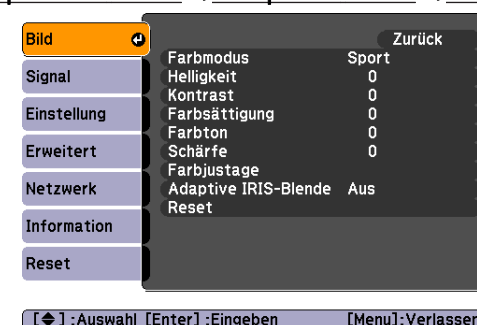 Bild
Signal
Einstellung
Erweitert
Netzwerk
Information
Reset
Zurück
Farbmodus Sport
Helligkeit 0
Kontrast 0
Farbsättigung 0
Farbton 0
Schärfe 0
Farbjustage
Adaptive IRIS-Blende Aus
Reset
[◆] :Auswahl [Enter] :Eingeben [Menu]:Verlassen